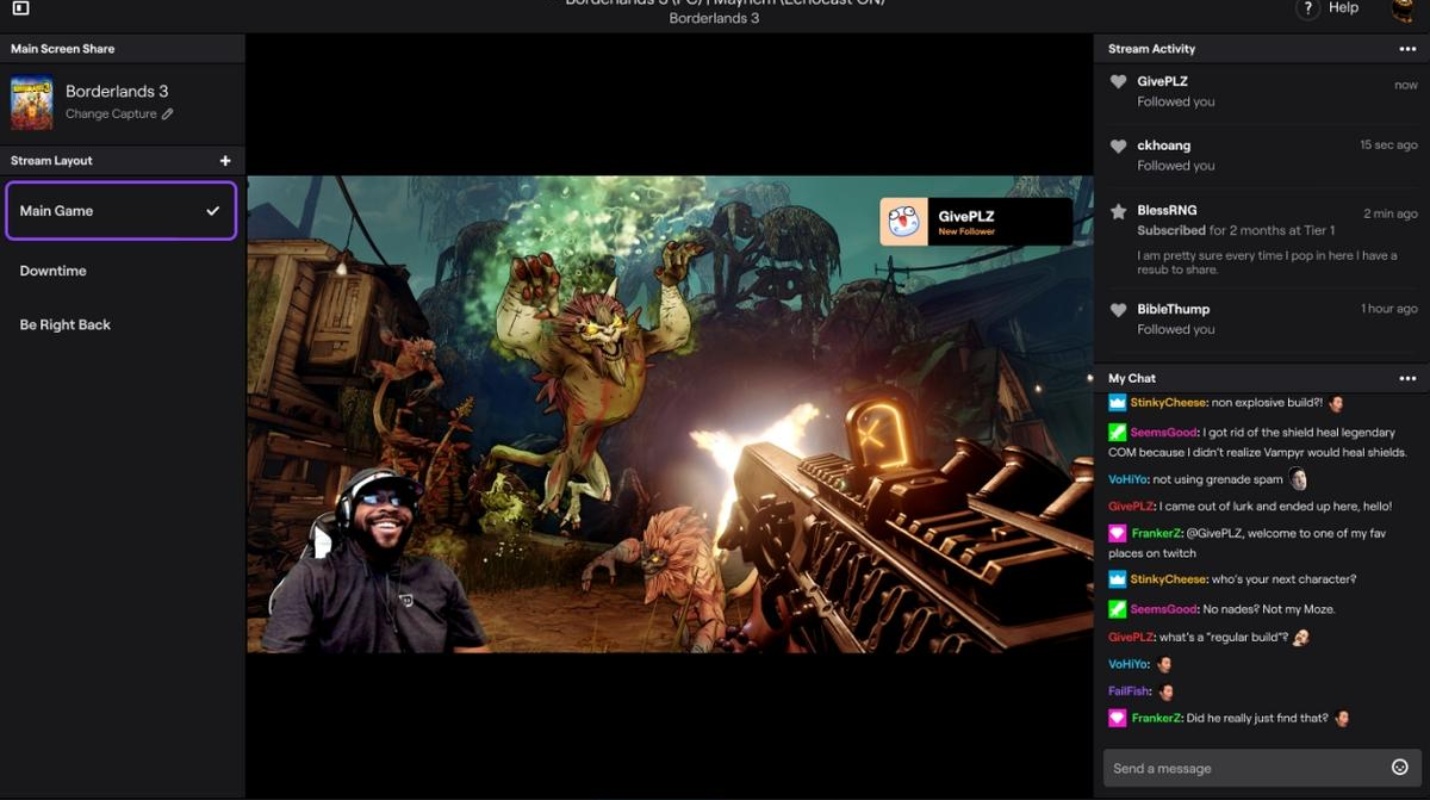 Borderlands 3 (PC) | Mayhem (Echocast ON)
Borderlands 3
? Help
Main Screen Share
Borderlands 3
Change Capture
Stream Layout
Main Game
Downtime
Be Right Back
GivePLZ
New Follower
Stream Activity
GivePLZ now
Followed you
ckhoang 15 sec ago
Followed you
BlessRNG 2 min ago
Subscribed for 2 months at Tier 1
I am pretty sure every time I pop in here I have a
resub to share.
BibleThump 1 hour ago
Followed you
My Chat
StinkyCheese: non explosive build?!
SeemsGood: I got rid of the shield heal legendary
COM because I didn't realize Vampyr would heal shields.
VoHiYo: not using grenade spam
GivePLZ: I came out of lurk and ended up here, hello!
FrankerZ: @GivePLZ, welcome to one of my fav
places on twitch
StinkyCheese: who's your next character?
SeemsGood: No nades? Not my Moze.
GivePLZ: what's a "regular build"?
VoHiYo:
FailFish:
FrankerZ: Did he really just find that?
Send a message